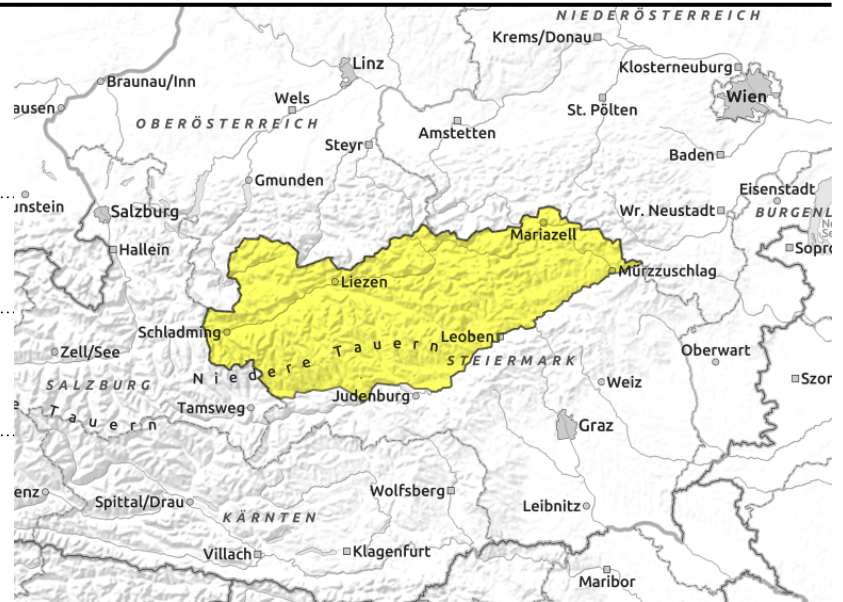 NIEDERÖSTERREICH
Krems/Donau
Linz
Klosterneuburg
Braunau/Inn
Wels
Wien
ausen
St. Pölten
OBERÖSTERREICH
Amstetten
Steyr
Baden
Gmunden
Eisenstadt
unstein
Salzburg
Wr. Neustadt
BURGENL
Mariazell
Hallein
Sopro
Mürzzuschlag
Liezen
Schladming
Leoben
Niedere Tauern
Zell/See
STEIERMARK
Oberwart
SALZBURG
Weiz
Szor
Judenburg
Tamsweg
e Tauern
Graz
enz
Wolfsberg
Spittal/Drau
Leibnitz
KÄRNTEN
Villach
Klagenfurt
Maribor